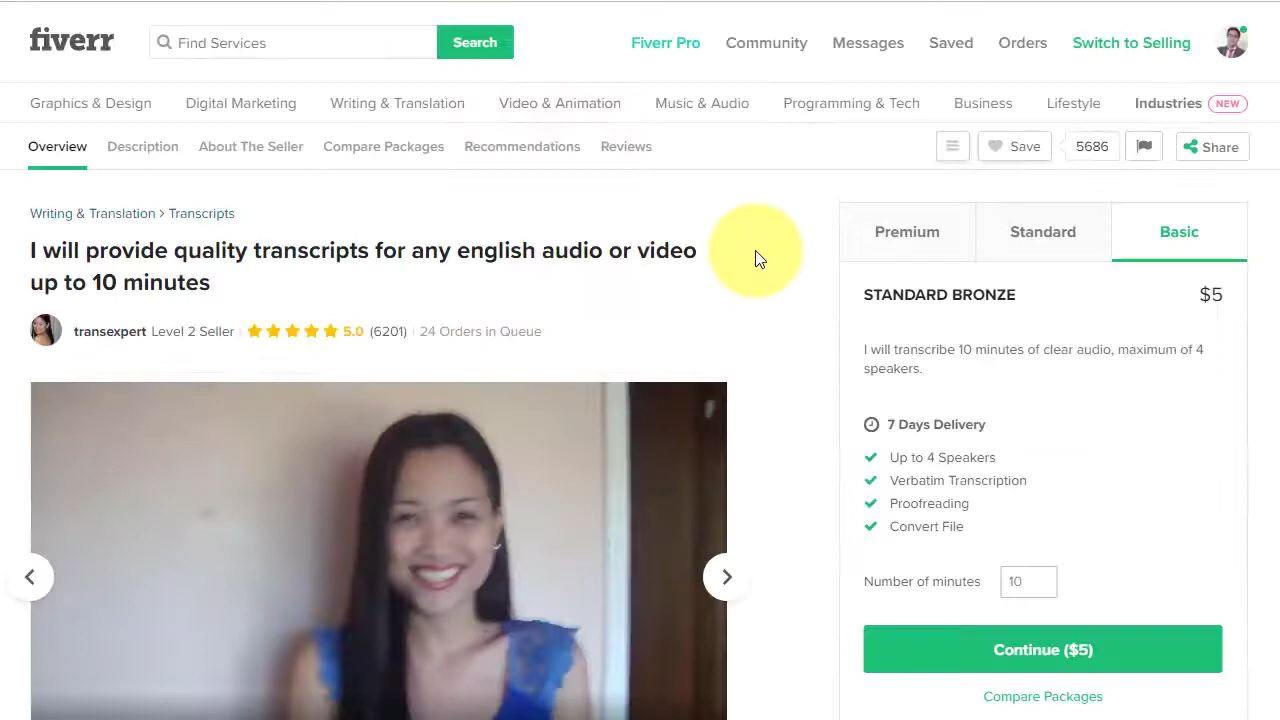 fiverr
Find Services
Search
Fiverr Pro
Community
Messages
Saved
Orders
Switch to Selling
Graphics & Design
Digital Marketing
Writing & Translation
Video & Animation
Music & Audio
Programming & Tech
Business
Lifestyle
Industries NEW
Overview
Description
About The Seller
Compare Packages
Recommendations
Reviews
Save
5686
Share
Writing & Translation > Transcripts
I will provide quality transcripts for any english audio or video
up to 10 minutes
transexpert Level 2 Seller 5.0 (6201) 24 Orders in Queue
Premium
Standard
Basic
STANDARD BRONZE $5
I will transcribe 10 minutes of clear audio, maximum of 4
speakers.
7 Days Delivery
Up to 4 Speakers
Verbatim Transcription
Proofreading
Convert File
Number of minutes 10
Continue ($5)
Compare Packages